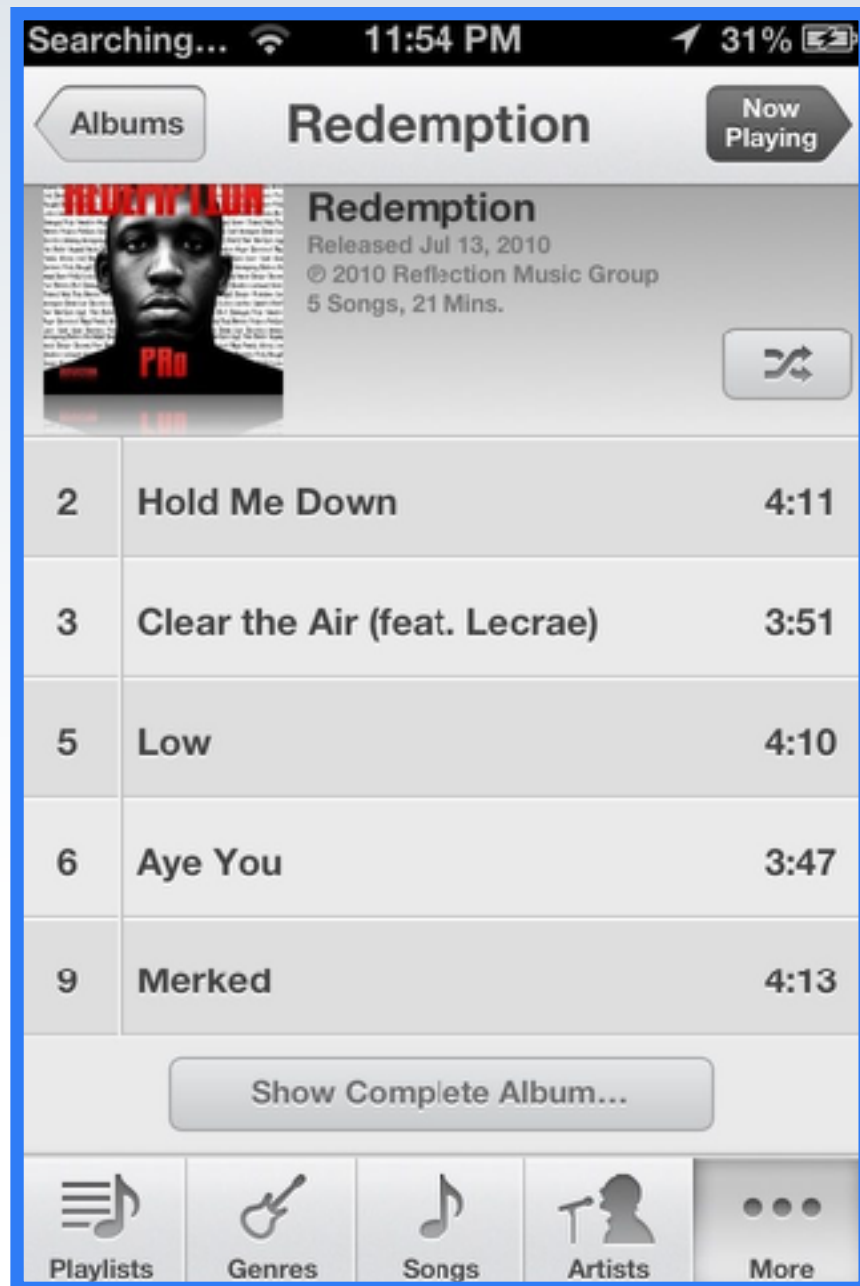 Searching... 11:54 PM 31%
Albums Redemption Now Playing
REDEMPTION
PRo
Redemption
Released Jul 13, 2010
℗ 2010 Reflection Music Group
5 Songs, 21 Mins.
2 Hold Me Down 4:11
3 Clear the Air (feat. Lecrae) 3:51
5 Low 4:10
6 Aye You 3:47
9 Merked 4:13
Show Complete Album...
Playlists Genres Songs Artists More